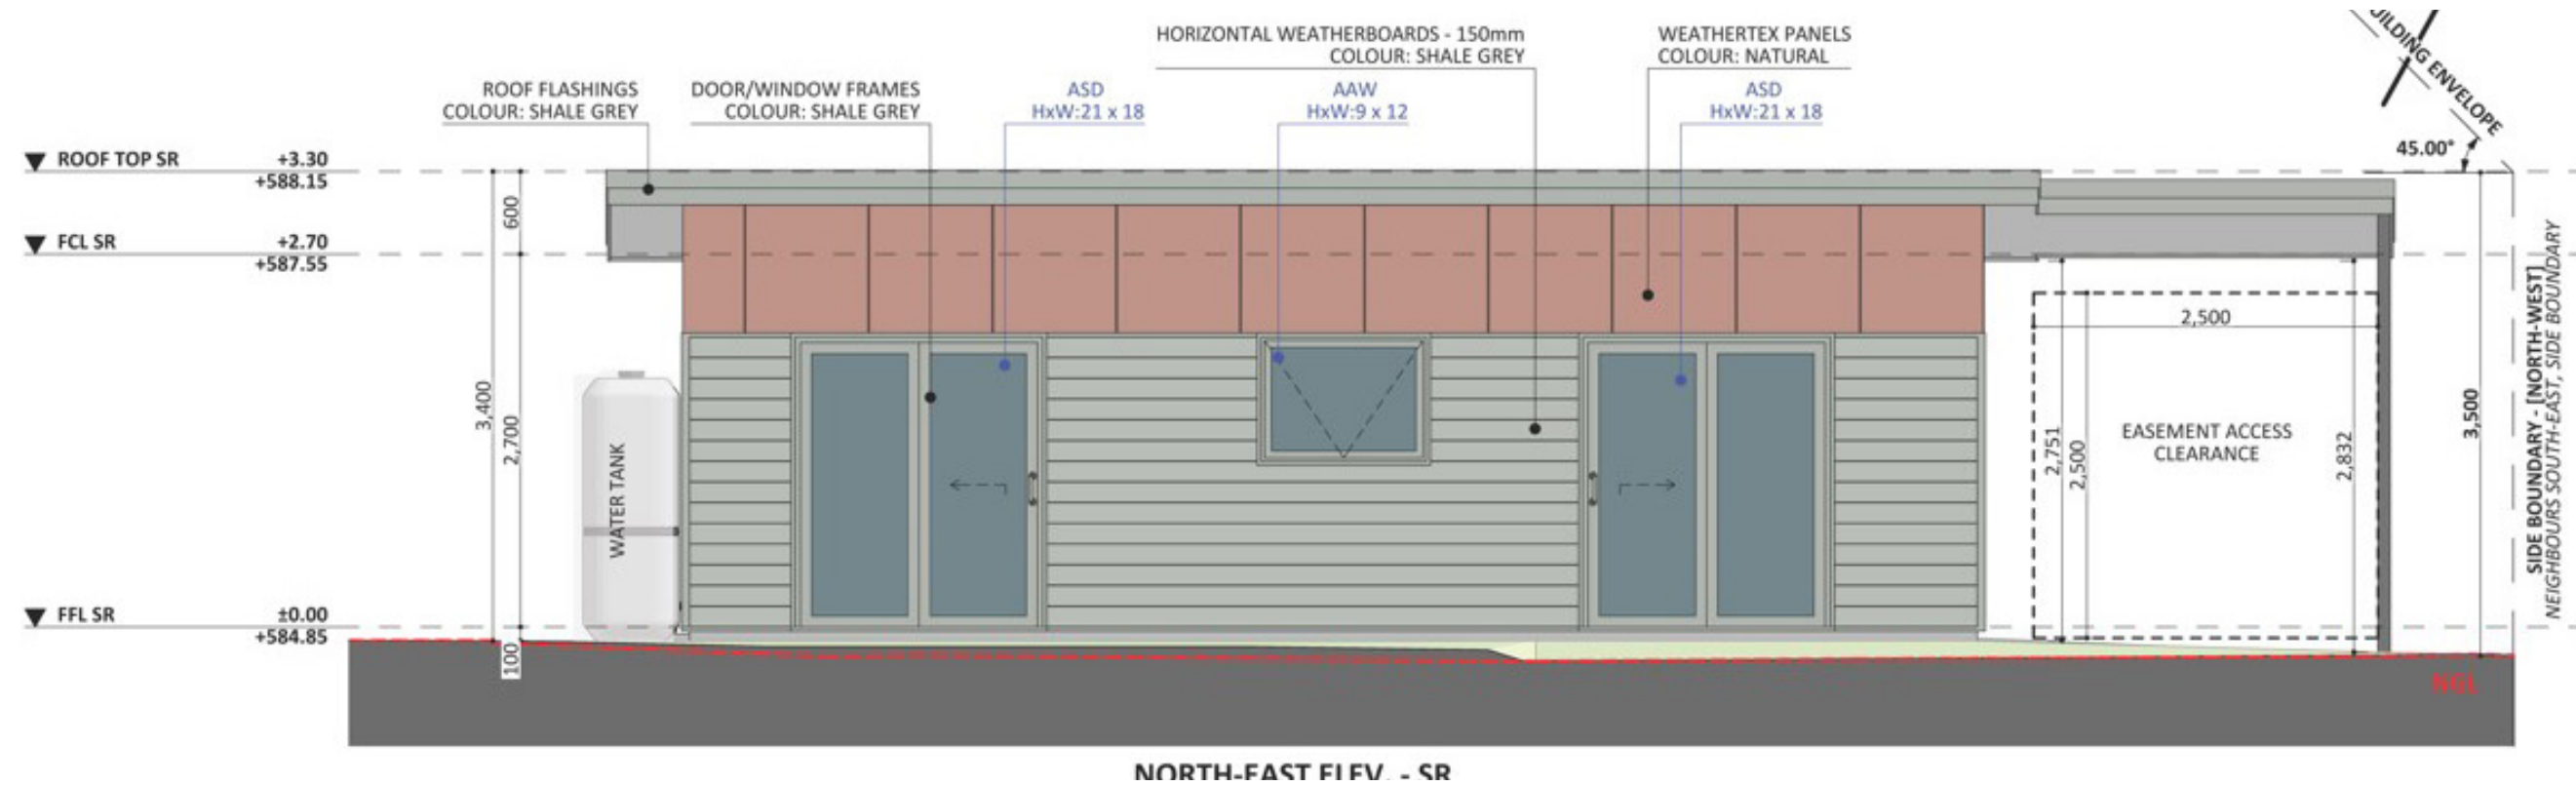 HORIZONTAL WEATHERBOARDS - 150mm
COLOUR: SHALE GREY
WEATHERTEX PANELS
COLOUR: NATURAL
ROOF FLASHINGS
COLOUR: SHALE GREY
DOOR/WINDOW FRAMES
COLOUR: SHALE GREY
ASD
HxW:21 x 18
AAW
HxW:9 x 12
ASD
HxW:21 x 18
BUILDING ENVELOPE
45.00°
ROOF TOP SR
+3.30
+588.15
FCL SR
+2.70
+587.55
FFL SR
±0.00
+584.85
3,400
600
2,700
100
WATER TANK
2,500
EASEMENT ACCESS
CLEARANCE
2,751
2,500
2,832
3,500
SIDE BOUNDARY - [NORTH-WEST]
NEIGHBOURS SOUTH-EAST, SIDE BOUNDARY
NGL
NORTH-EAST ELEV. - SR